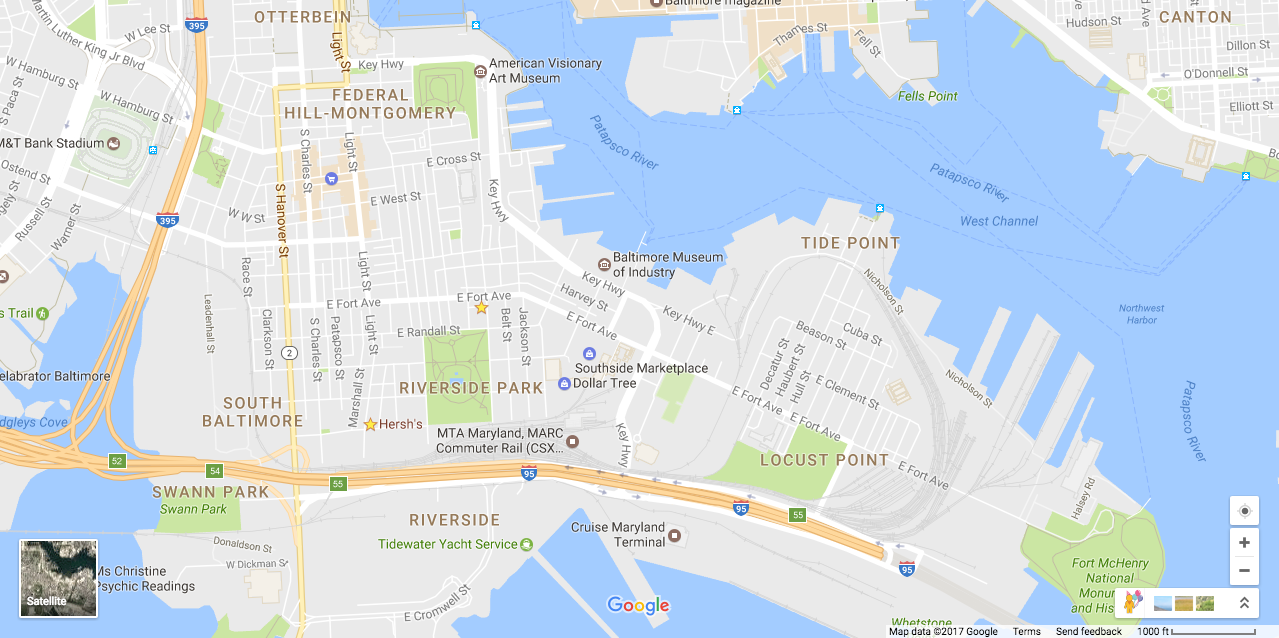 OTTERBEIN
Baltimore magazine
Hudson St
CANTON
395
W Lee St
Martin Luther King Jr Blvd
Light St
Key Hwy
Thames St
Fell St
Dillon St
O'Donnell St
Elliott St
American Visionary
Art Museum
W Hamburg St
W Hamburg St
S Paca St
FEDERAL
HILL-MONTGOMERY
Fells Point
M&T Bank Stadium
Ostend St
S Charles St
Light St
E Cross St
Patapsco River
Patapsco River
West Channel
Russell St
Warner St
395
W W St
S Hanover St
E West St
Key Hwy
TIDE POINT
Baltimore Museum
of Industry
Nicholson St
Race St
Light St
Key Hwy
Harvey St
Key Hwy E
E Fort Ave
E Fort Ave
E Fort Ave
s Trail
Northwest
Harbor
Leadenhall St
Clarkson St
S Charles St
Patapsco St
Light St
E Randall St
Belt St
Jackson St
Beason St
Cuba St
2
Southside Marketplace
Dollar Tree
Decatur St
Haubert St
Hull St
E Clement St
Nicholson St
elabrator Baltimore
RIVERSIDE PARK
Marshall St
E Fort Ave
E Fort Ave
Patapsco River
SOUTH
BALTIMORE
Hersh's
dgleys Cove
MTA Maryland, MARC
Commuter Rail (CSX...
Key Hwy
LOCUST POINT
E Fort Ave
52
54
55
95
95
55
Halsey Rd
SWANN PARK
Swann Park
RIVERSIDE
Cruise Maryland
Terminal
Tidewater Yacht Service
Donaldson St
W Dickman St
95
Fort McHenry
National
Monu
and His
Ms Christine
Psychic Readings
Satellite
E Cromwell St
Google
Whetstone
Map data ©2017 Google
Terms
Send feedback
1000 ft